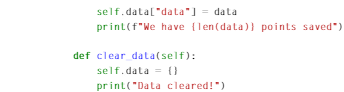 self.data["data"] = data
print(f"We have {len(data)} points saved")
def clear_data(self):
self.data = {}
print("Data cleared!")